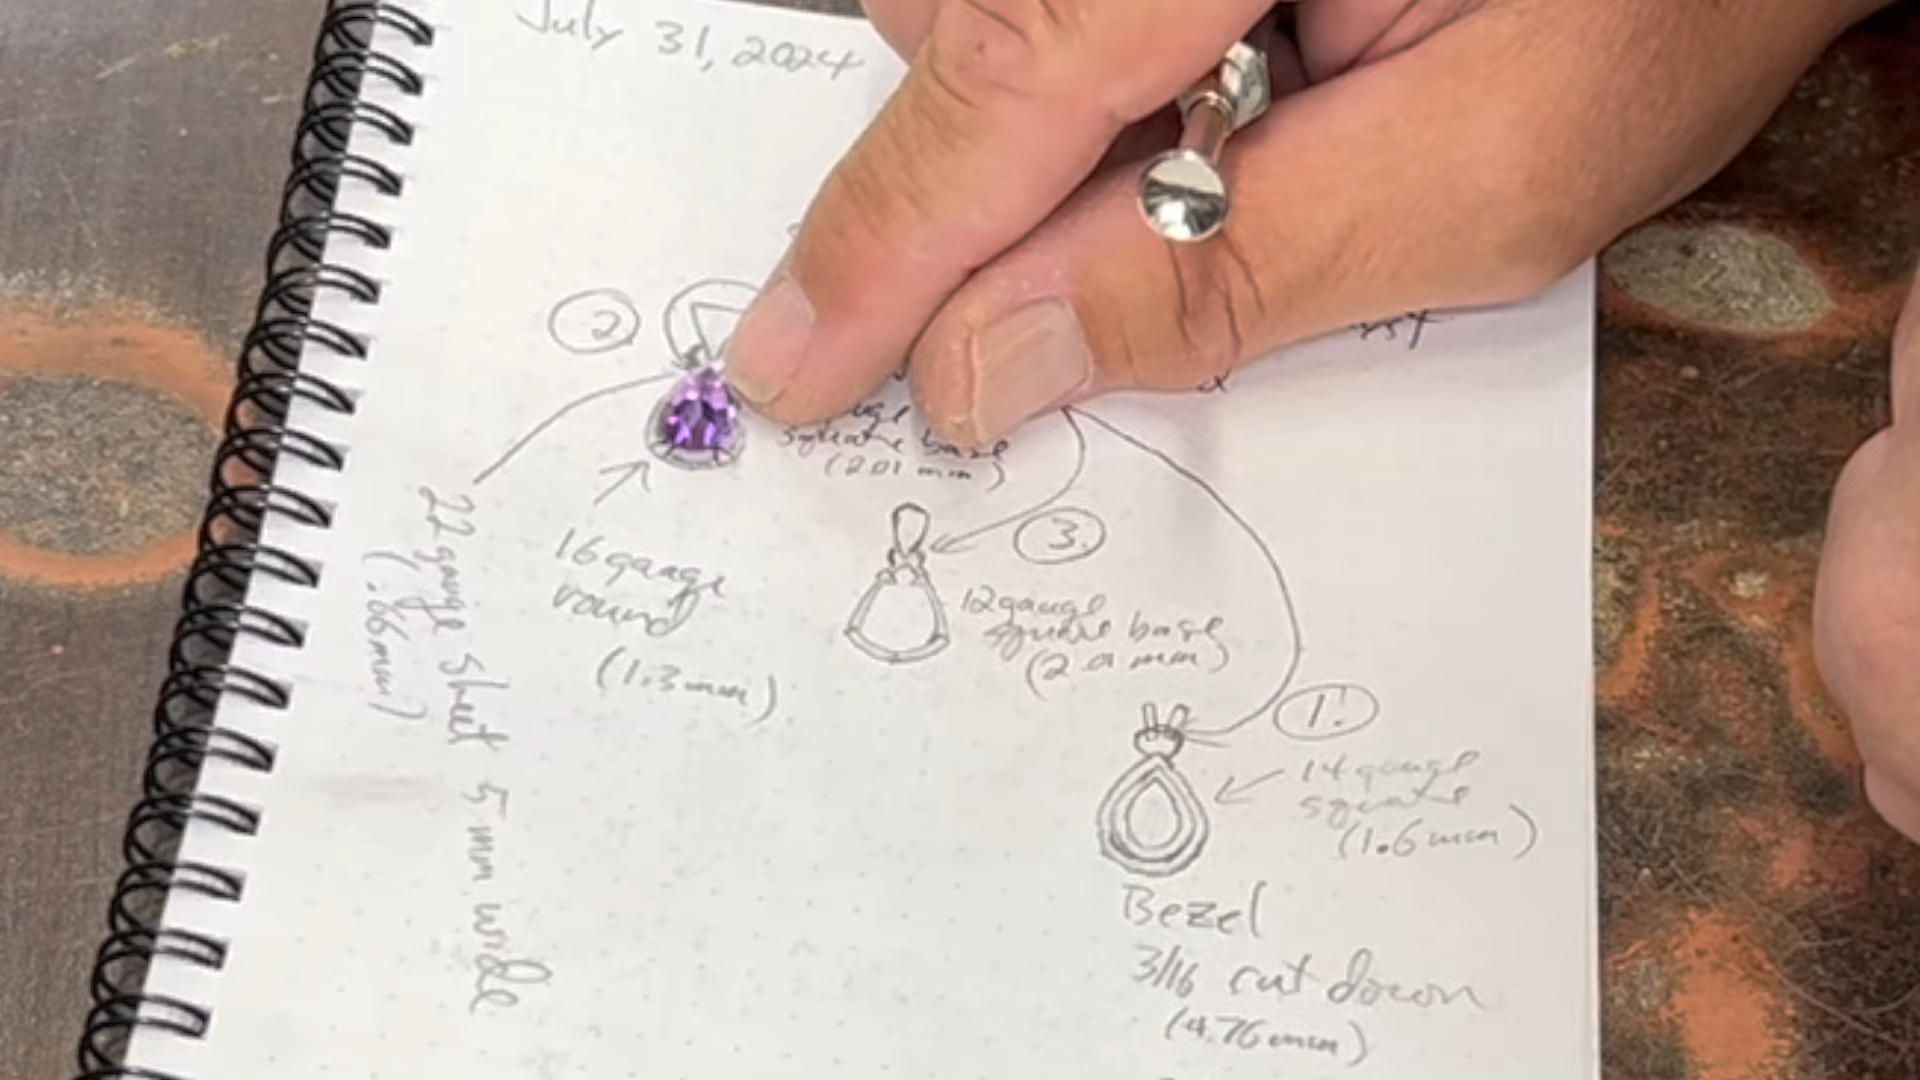 July 31, 2024
2
square base
(2.01 mm)
3.
16 gauge
round
(1.3 mm)
12 gauge
square base
(2.01 mm)
22 gauge sheet 5 mm wide
(.66mm)
1.
14 gauge
square
(1.6 mm)
Bezel
3/16 cut down
(4.76 mm)